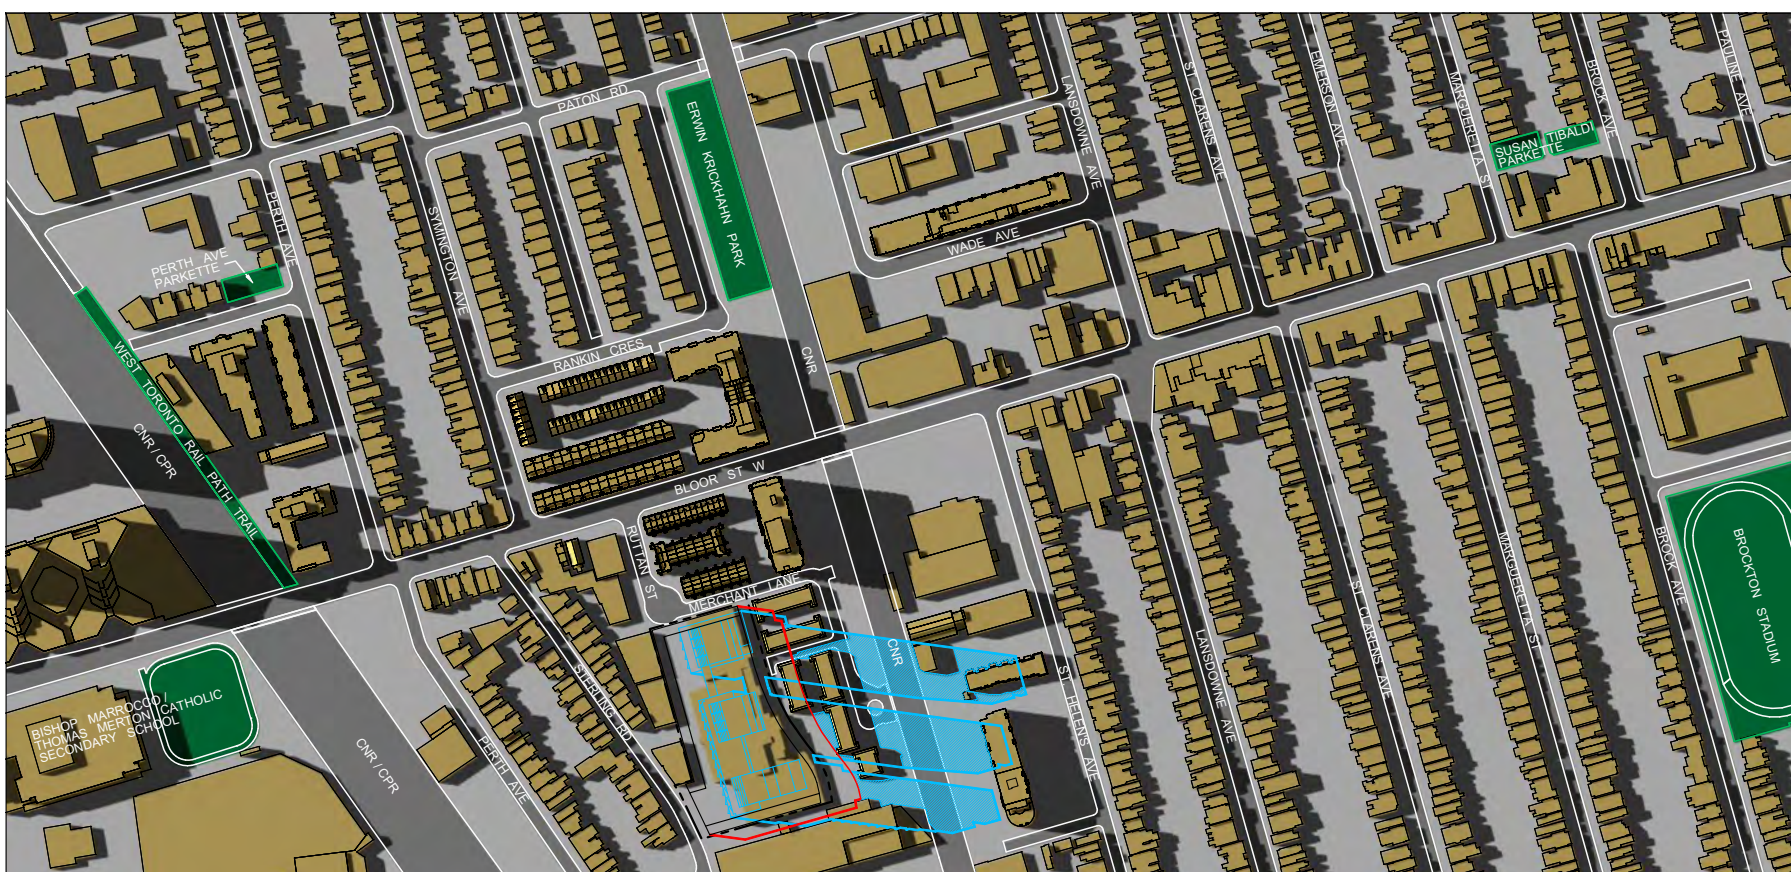 PATON RD
ERWIN KRICKHAHN PARK
LANSDOWNE AVE
ST CLARENS AVE
EMERSON AVE
MARGUERETTA ST
BROCK AVE
PAULINE AVE
SUSAN TIBALDI
PARKETTE
PERTH AVE
SYMINGTON AVE
WADE AVE
PERTH AVE
PARKETTE
WEST TORONTO RAIL PATH TRAIL
CNR / CPR
RANKIN CRES
CNR
BLOOR ST W
RUTTAN ST
MERCHANT LANE
STERLING RD
PERTH AVE
CNR
ST HELENS AVE
LANSDOWNE AVE
ST CLARENS AVE
MARGUERETTA ST
BROCK AVE
BROCKTON STADIUM
BISHOP MARROCCO /
THOMAS MERTON CATHOLIC
SECONDARY SCHOOL
CNR / CPR